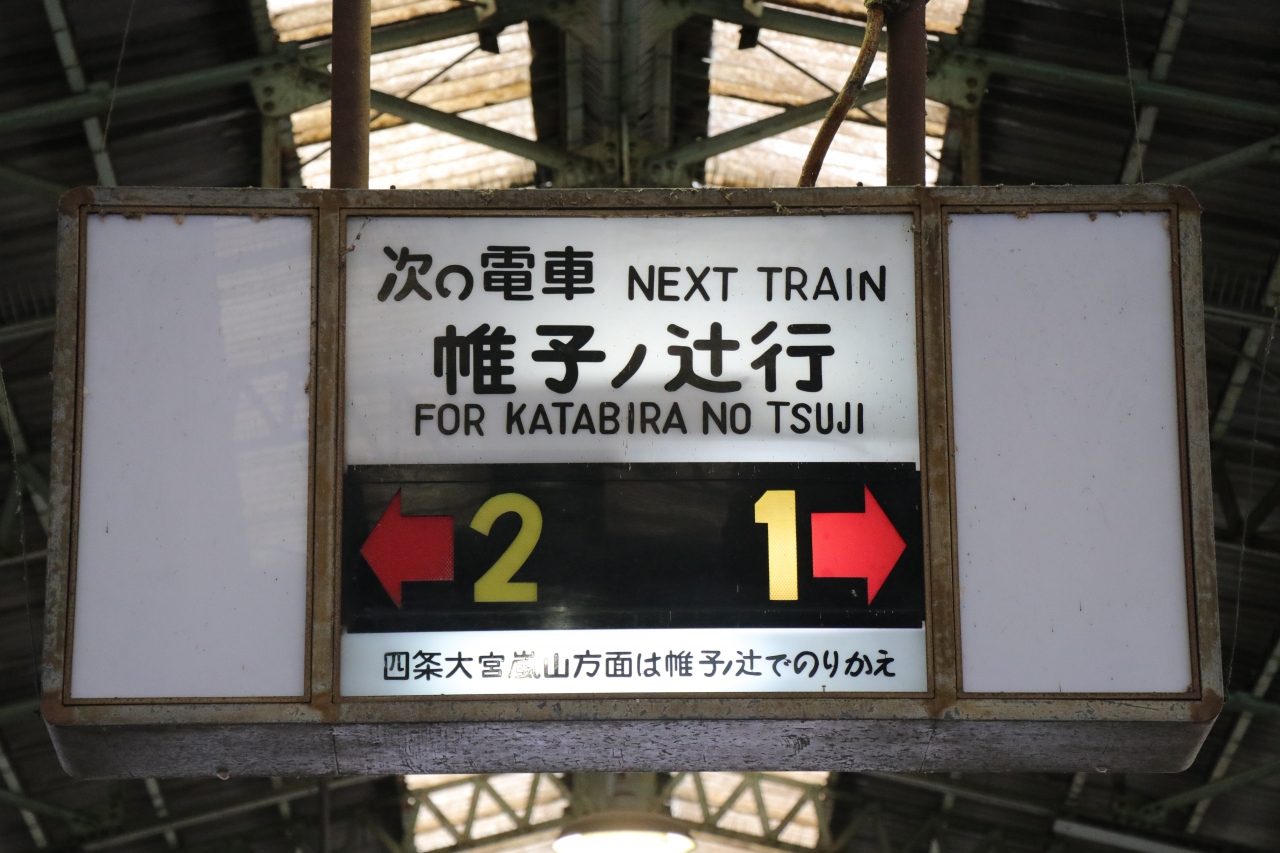 次の電車 NEXT TRAIN
帷子ノ辻行
FOR KATABIRA NO TSUJI
2 1
四条大宮嵐山方面は帷子ノ辻でのりかえ